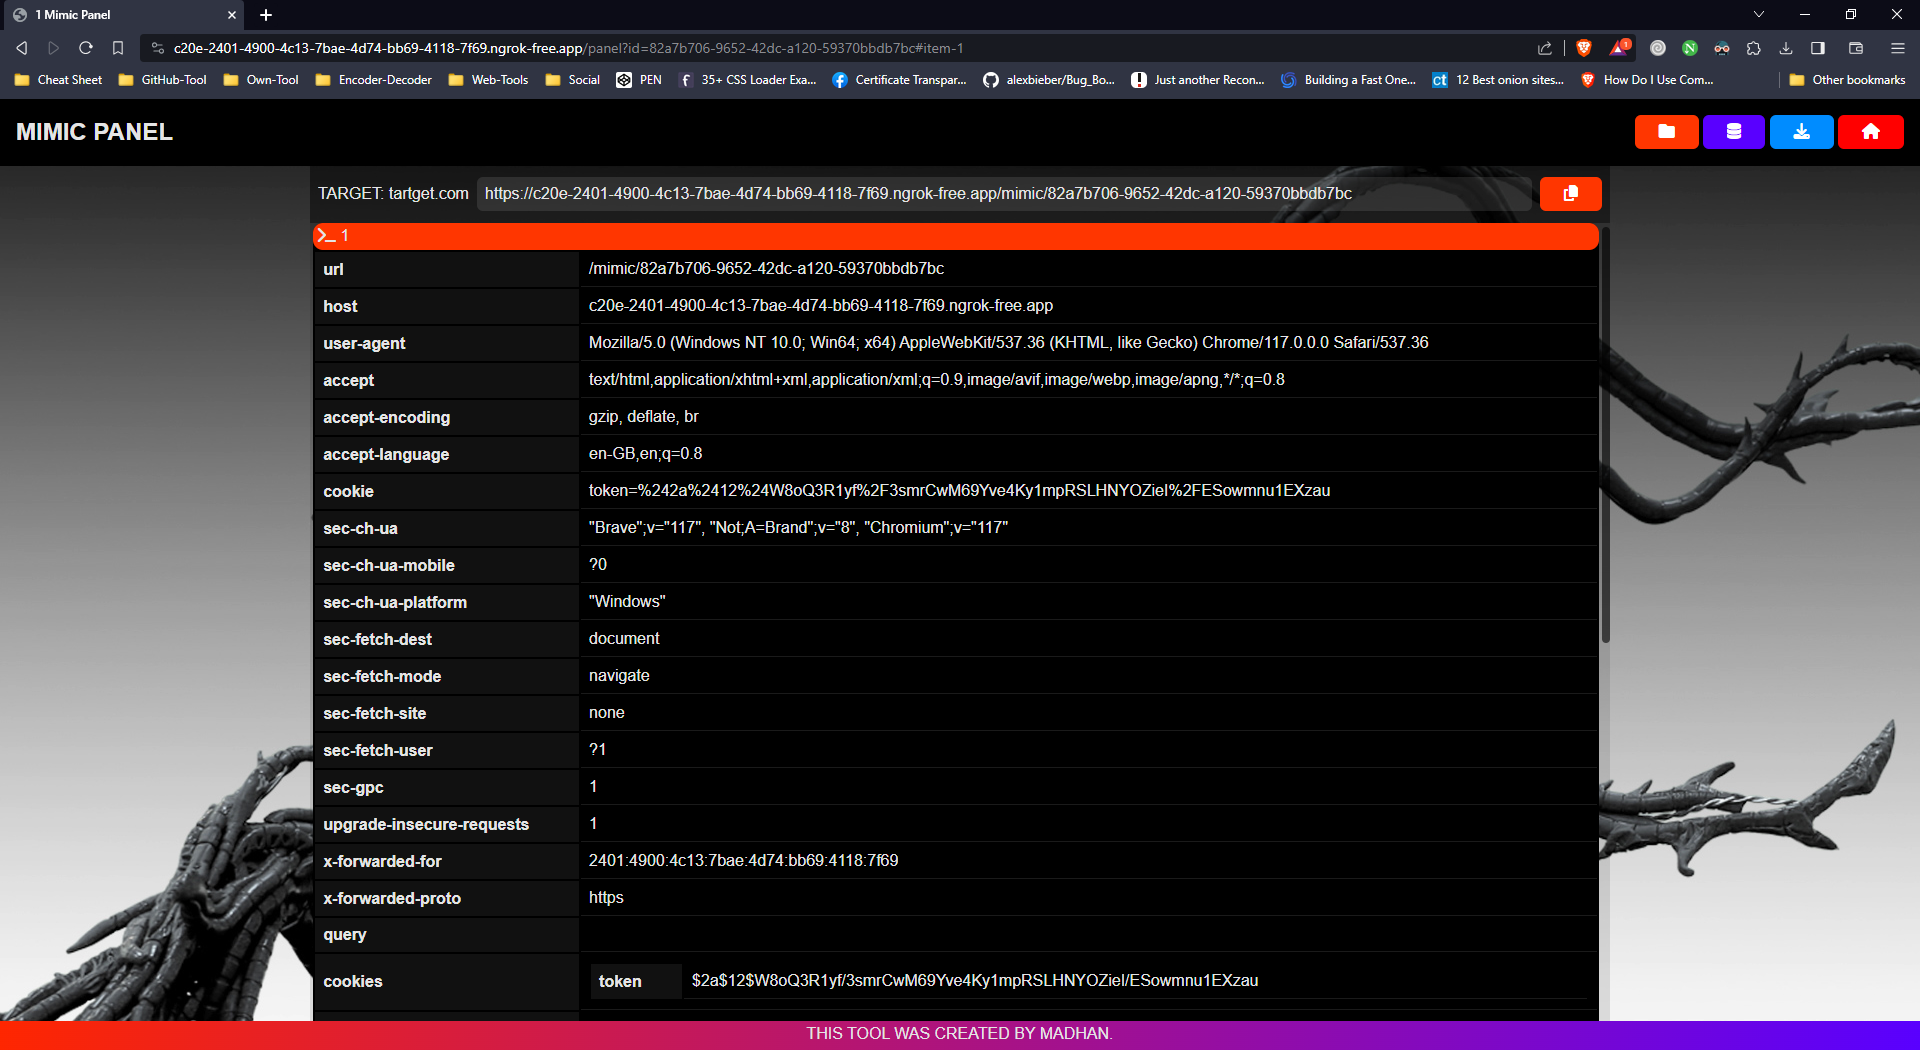 1 Mimic Panel
c20e-2401-4900-4c13-7bae-4d74-bb69-4118-7f69.ngrok-free.app/panel?id=82a7b706-9652-42dc-a120-59370bbdb7bc#item-1
1
Cheat Sheet GitHub-Tool Own-Tool Encoder-Decoder Web-Tools Social PEN 35+ CSS Loader Exa... Certificate Transpar... alexbieber/Bug_Bo... Just another Recon... Building a Fast One... ct 12 Best onion sites... How Do I Use Com... Other bookmarks
MIMIC PANEL
TARGET: tartget.com https://c20e-2401-4900-4c13-7bae-4d74-bb69-4118-7f69.ngrok-free.app/mimic/82a7b706-9652-42dc-a120-59370bbdb7bc
1
url /mimic/82a7b706-9652-42dc-a120-59370bbdb7bc
host c20e-2401-4900-4c13-7bae-4d74-bb69-4118-7f69.ngrok-free.app
user-agent Mozilla/5.0 (Windows NT 10.0; Win64; x64) AppleWebKit/537.36 (KHTML, like Gecko) Chrome/117.0.0.0 Safari/537.36
accept text/html,application/xhtml+xml,application/xml;q=0.9,image/avif,image/webp,image/apng,*/*;q=0.8
accept-encoding gzip, deflate, br
accept-language en-GB,en;q=0.8
cookie token=%242a%2412%24W8oQ3R1yf%2F3smrCwM69Yve4Ky1mpRSLHNYOZieI%2FESowmnu1EXzau
sec-ch-ua "Brave";v="117", "Not;A=Brand";v="8", "Chromium";v="117"
sec-ch-ua-mobile ?0
sec-ch-ua-platform "Windows"
sec-fetch-dest document
sec-fetch-mode navigate
sec-fetch-site none
sec-fetch-user ?1
sec-gpc 1
upgrade-insecure-requests 1
x-forwarded-for 2401:4900:4c13:7bae:4d74:bb69:4118:7f69
x-forwarded-proto https
query
cookies token $2a$12$W8oQ3R1yf/3smrCwM69Yve4Ky1mpRSLHNYOZieI/ESowmnu1EXzau
THIS TOOL WAS CREATED BY MADHAN.